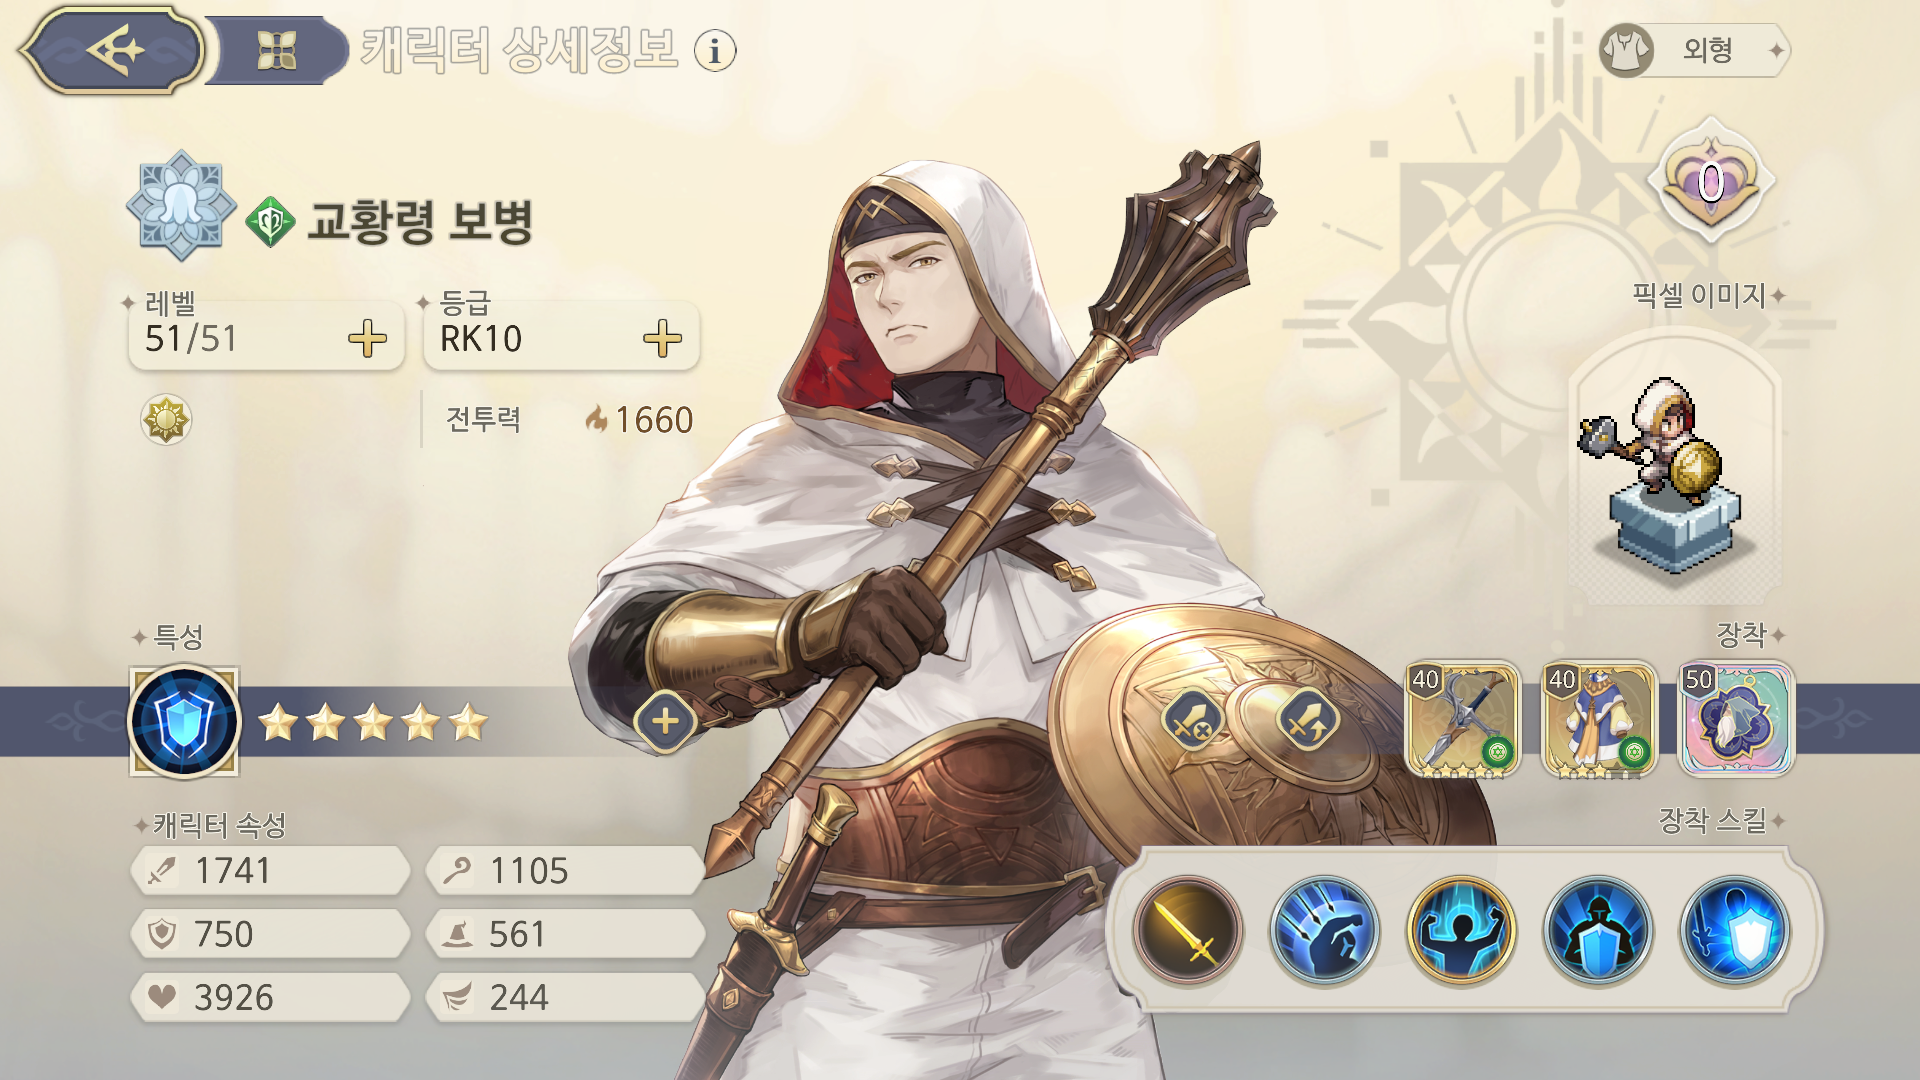 캐릭터 상세정보 i
외형
0
교황령 보병
레벨
51/51
등급
RK10
전투력 1660
픽셀 이미지
특성
장착
40
40
50
캐릭터 속성
1741
1105
750
561
3926
244
장착 스킬